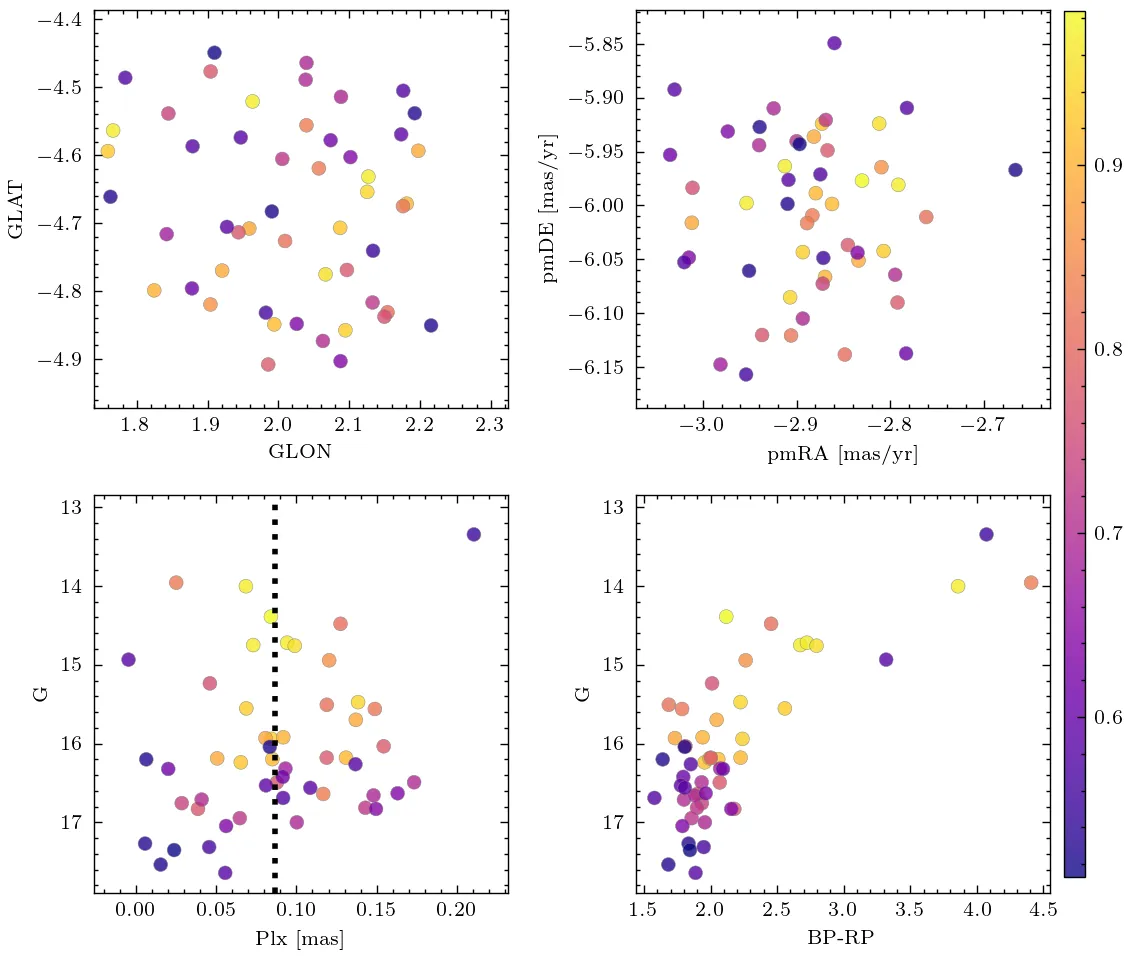 −4.4
−4.5
−4.6
−4.7
−4.8
−4.9
GLAT
1.8 1.9 2.0 2.1 2.2 2.3
GLON
−5.85
−5.90
−5.95
−6.00
−6.05
−6.10
−6.15
pmDE [mas/yr]
−3.0 −2.9 −2.8 −2.7
pmRA [mas/yr]
0.9
0.8
0.7
0.6
13
14
15
16
17
G
0.00 0.05 0.10 0.15 0.20
Plx [mas]
13
14
15
16
17
G
1.5 2.0 2.5 3.0 3.5 4.0 4.5
BP-RP